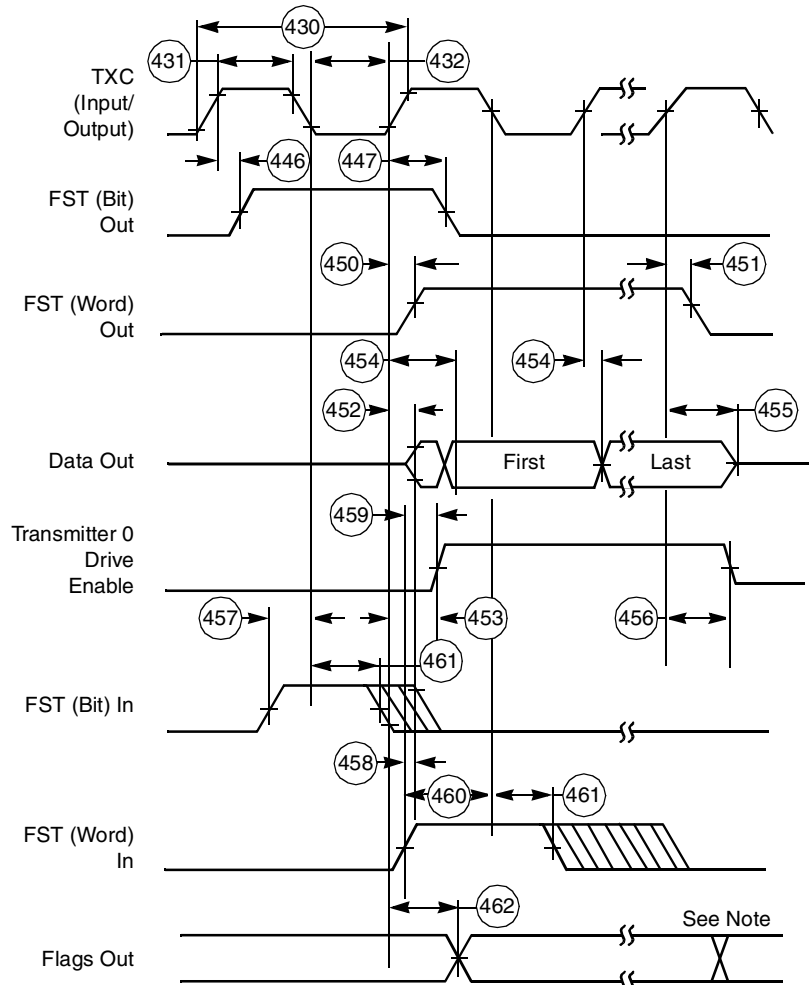 430
431
432
TXC
(Input/
Output)
446
447
FST (Bit)
Out
450
451
FST (Word)
Out
454
454
452
455
Data Out
First
Last
459
Transmitter 0
Drive
Enable
457
453
456
461
FST (Bit) In
458
460
461
FST (Word)
In
462
See Note
Flags Out